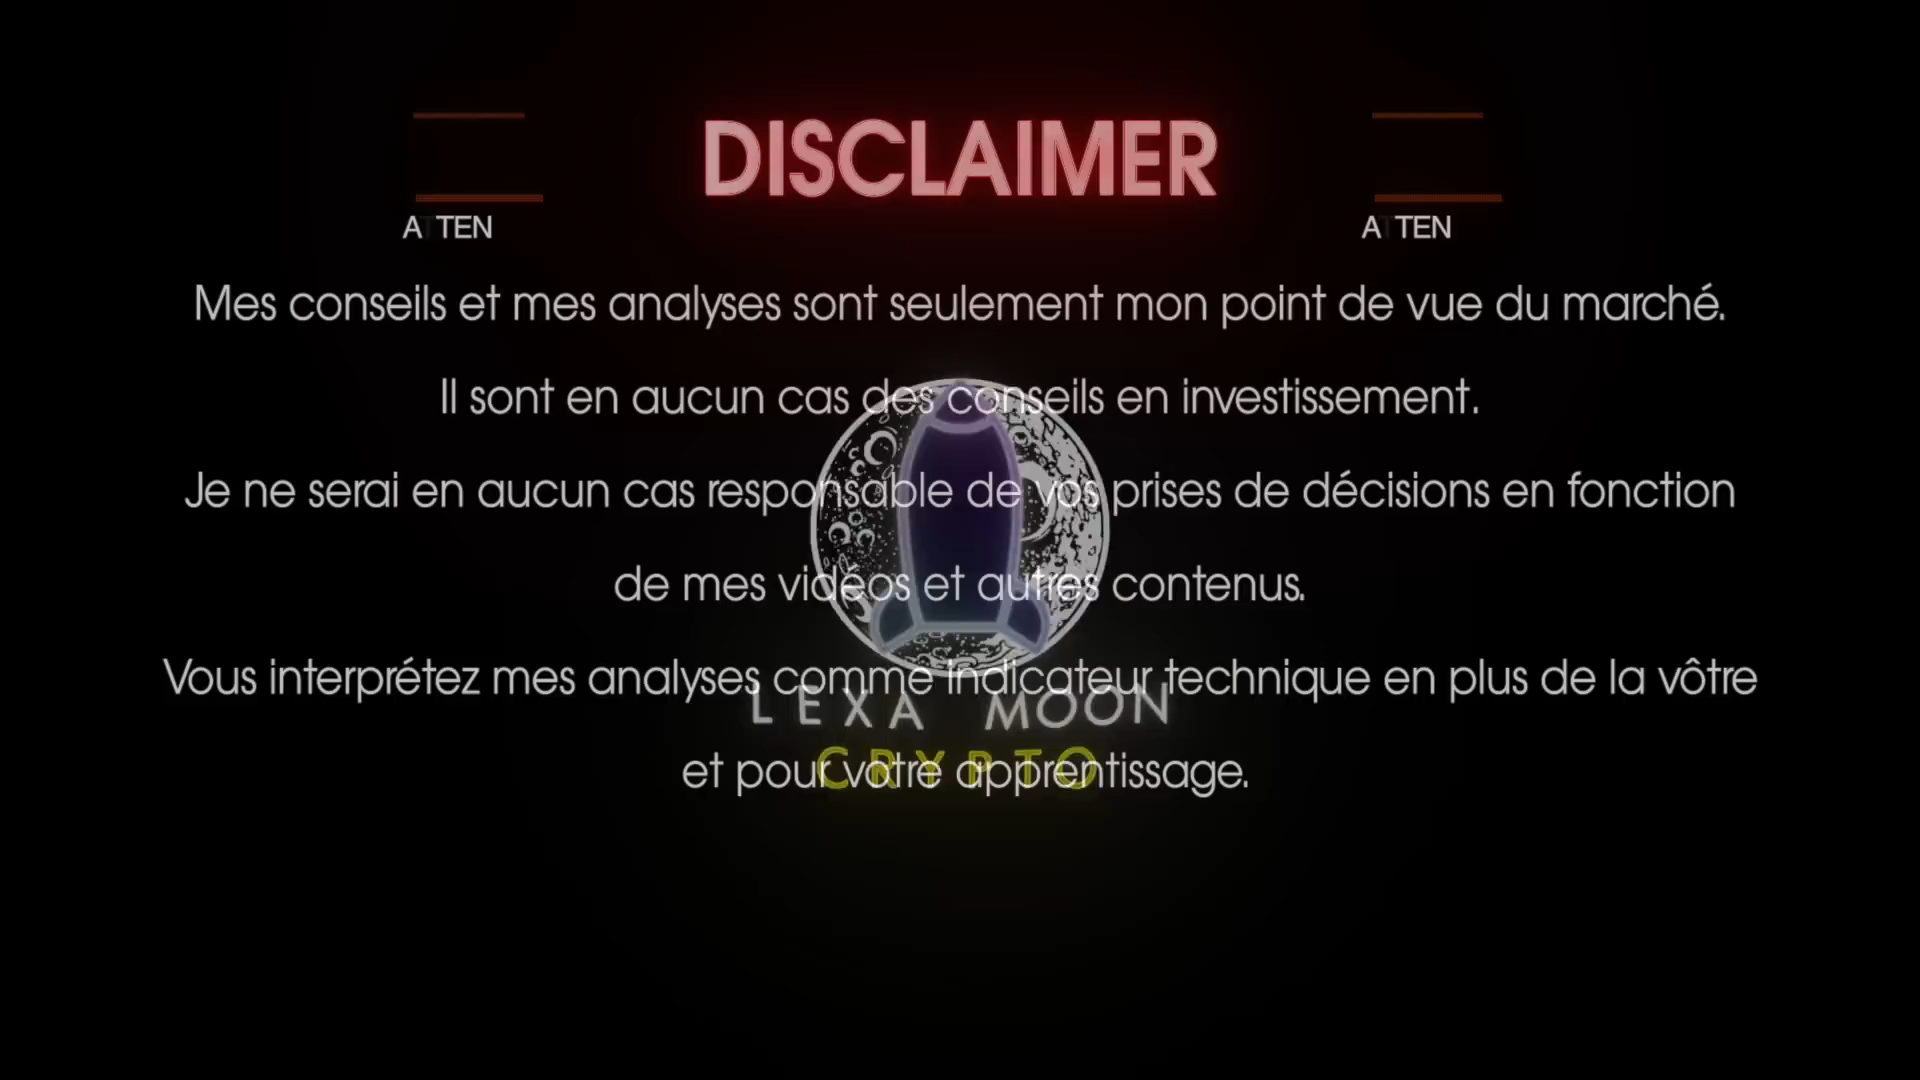 DISCLAIMER
ATTEN ATTEN
Mes conseils et mes analyses sont seulement mon point de vue du marché.
Il sont en aucun cas des conseils en investissement.
Je ne serai en aucun cas responsable de vos prises de décisions en fonction
de mes vidéos et autres contenus.
Vous interprétez mes analyses comme indicateur technique en plus de la vôtre
LEXA MOON
et pour votre apprentissage.
CRYPTO